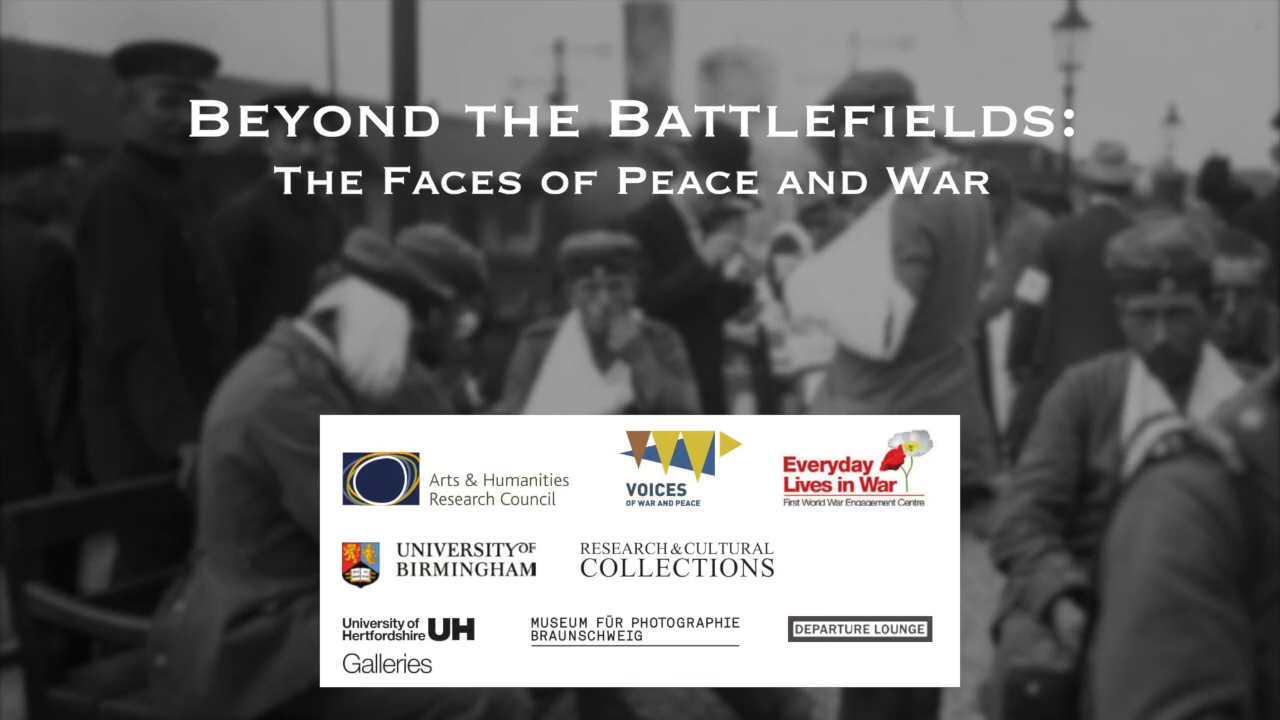 BEYOND THE BATTLEFIELDS:
THE FACES OF PEACE AND WAR
Arts & Humanities
Research Council
VOICES
OF WAR AND PEACE
Everyday
Lives in War
First World War Engagement Centre
UNIVERSITY OF
BIRMINGHAM
RESEARCH & CULTURAL
COLLECTIONS
University of
Hertfordshire UH
Galleries
MUSEUM FÜR PHOTOGRAPHIE
BRAUNSCHWEIG
DEPARTURE LOUNGE